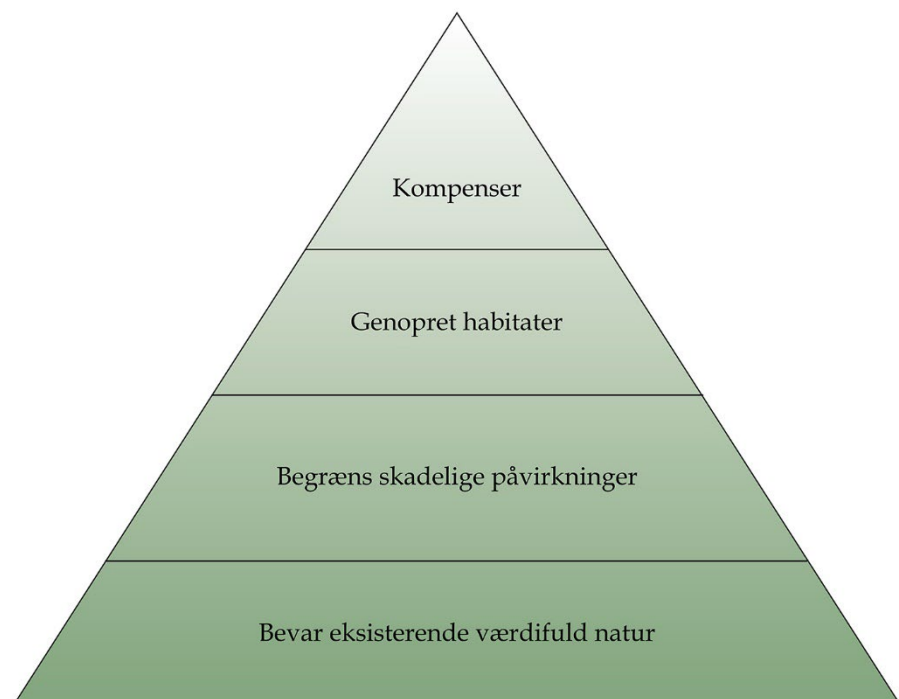 Kompenser
Genopret habitater
Begræns skadelige påvirkninger
Bevar eksisterende værdifuld natur